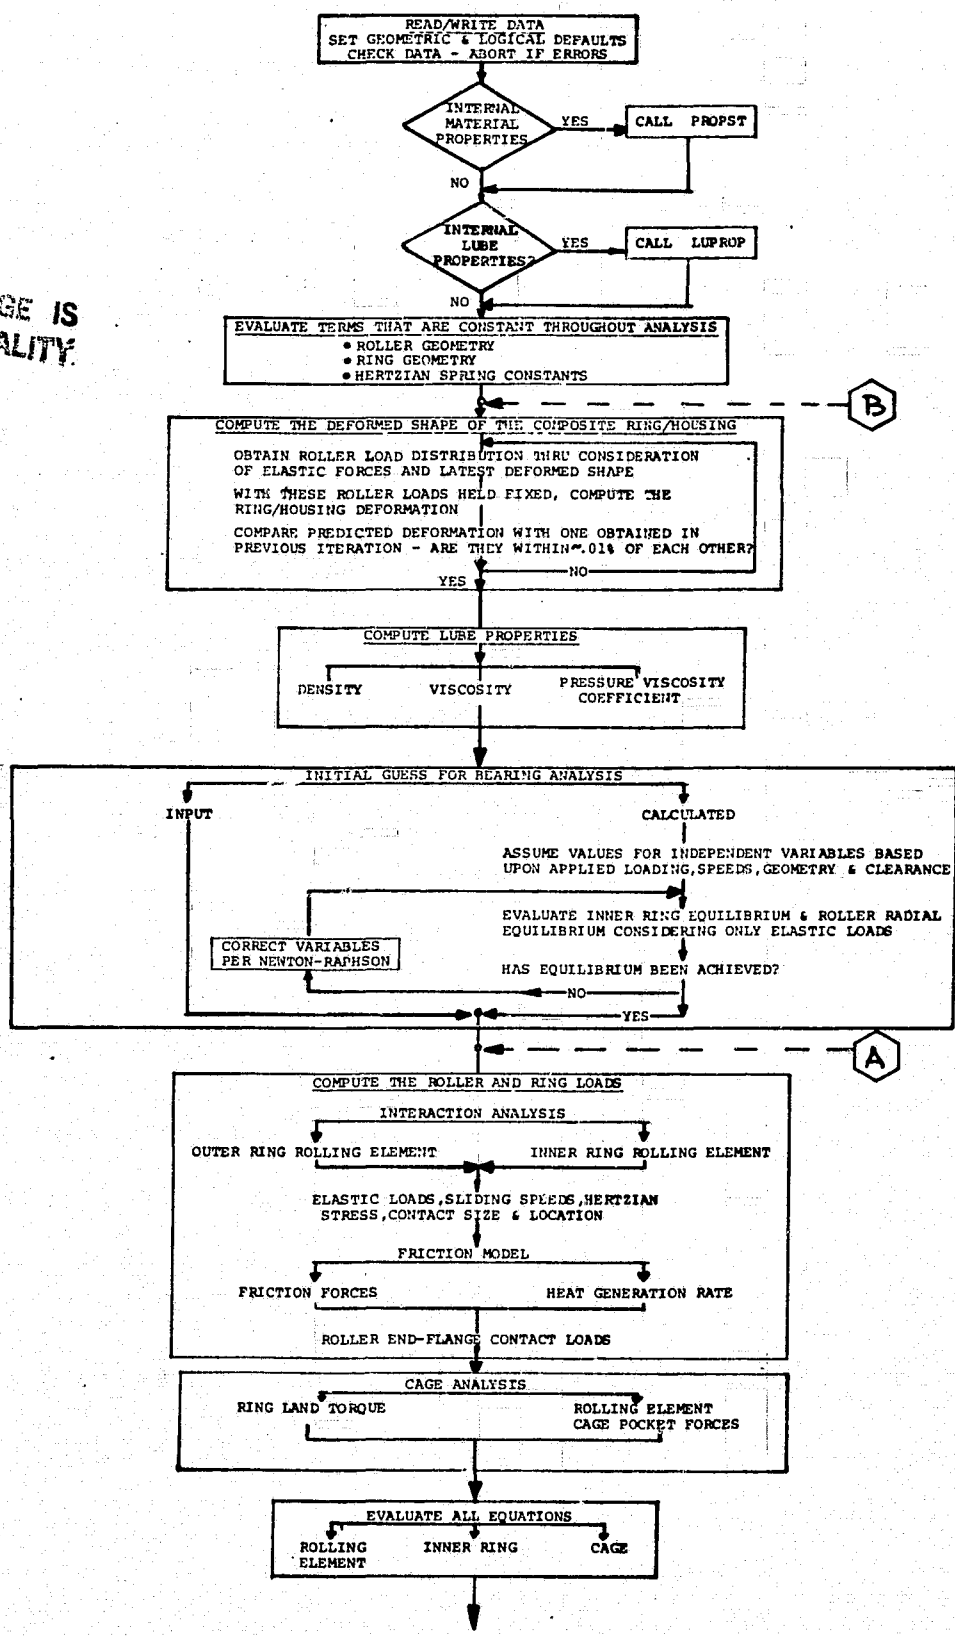 READ/WRITE DATA
SET GEOMETRIC & LOGICAL DEFAULTS
CHECK DATA - ABORT IF ERRORS
INTERNAL
MATERIAL
PROPERTIES
YES
CALL PROPST
NO
INTERNAL
LUBE
PROPERTIES?
YES
CALL LUPROP
NO
GE IS
ALITY
EVALUATE TERMS THAT ARE CONSTANT THROUGHOUT ANALYSIS
● ROLLER GEOMETRY
● RING GEOMETRY
● HERTZIAN SPRING CONSTANTS
B
COMPUTE THE DEFORMED SHAPE OF THE COMPOSITE RING/HOUSING
OBTAIN ROLLER LOAD DISTRIBUTION THRU CONSIDERATION
OF ELASTIC FORCES AND LATEST DEFORMED SHAPE
WITH THESE ROLLER LOADS HELD FIXED, COMPUTE THE
RING/HOUSING DEFORMATION
COMPARE PREDICTED DEFORMATION WITH ONE OBTAINED IN
PREVIOUS ITERATION - ARE THEY WITHIN~.01% OF EACH OTHER?
NO
YES
COMPUTE LUBE PROPERTIES
DENSITY
VISCOSITY
PRESSURE VISCOSITY
COEFFICIENT
INITIAL GUESS FOR BEARING ANALYSIS
INPUT
CALCULATED
ASSUME VALUES FOR INDEPENDENT VARIABLES BASED
UPON APPLIED LOADING,SPEEDS,GEOMETRY & CLEARANCE
EVALUATE INNER RING EQUILIBRIUM & ROLLER RADIAL
EQUILIBRIUM CONSIDERING ONLY ELASTIC LOADS
CORRECT VARIABLES
PER NEWTON-RAPHSON
HAS EQUILIBRIUM BEEN ACHIEVED?
NO
YES
A
COMPUTE THE ROLLER AND RING LOADS
INTERACTION ANALYSIS
OUTER RING ROLLING ELEMENT
INNER RING ROLLING ELEMENT
ELASTIC LOADS,SLIDING SPEEDS,HERTZIAN
STRESS,CONTACT SIZE & LOCATION
FRICTION MODEL
FRICTION FORCES
HEAT GENERATION RATE
ROLLER END-FLANGE CONTACT LOADS
CAGE ANALYSIS
RING LAND TORQUE
ROLLING ELEMENT
CAGE POCKET FORCES
EVALUATE ALL EQUATIONS
ROLLING
ELEMENT
INNER RING
CAGE